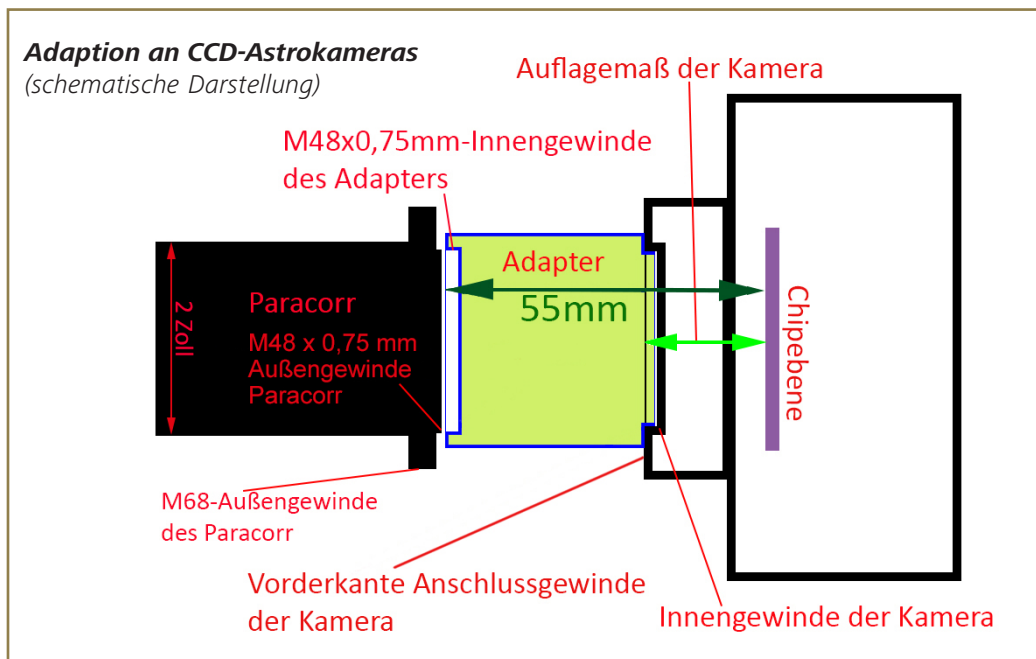 Adaption an CCD-Astrokameras
(schematische Darstellung)
Auflagemaß der Kamera
M48x0,75mm-Innengewinde
des Adapters
Adapter
55mm
2 Zoll
Paracorr
M48 x 0,75 mm
Außengewinde
Paracorr
Chipebene
M68-Außengewinde
des Paracorr
Vorderkante Anschlussgewinde
der Kamera
Innengewinde der Kamera